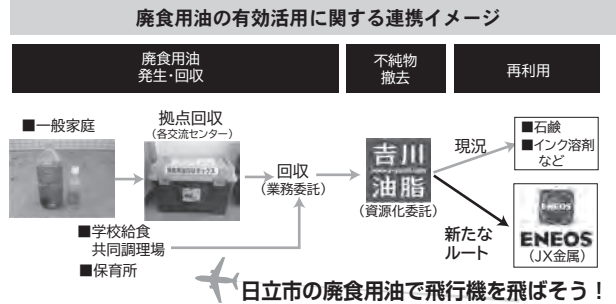 廃食用油の有効活用に関する連携イメージ
廃食用油
発生・回収
不純物
撤去
再利用
■一般家庭
拠点回収
(各交流センター)
回収
(業務委託)
■学校給食
共同調理場
■保育所
吉川
油脂
(資源化委託)
現況
新たな
ルート
■石鹸
■インク溶剤
など
ENEOS
ENEOS
(JX金属)
日立市の廃食用油で飛行機を飛ばそう！